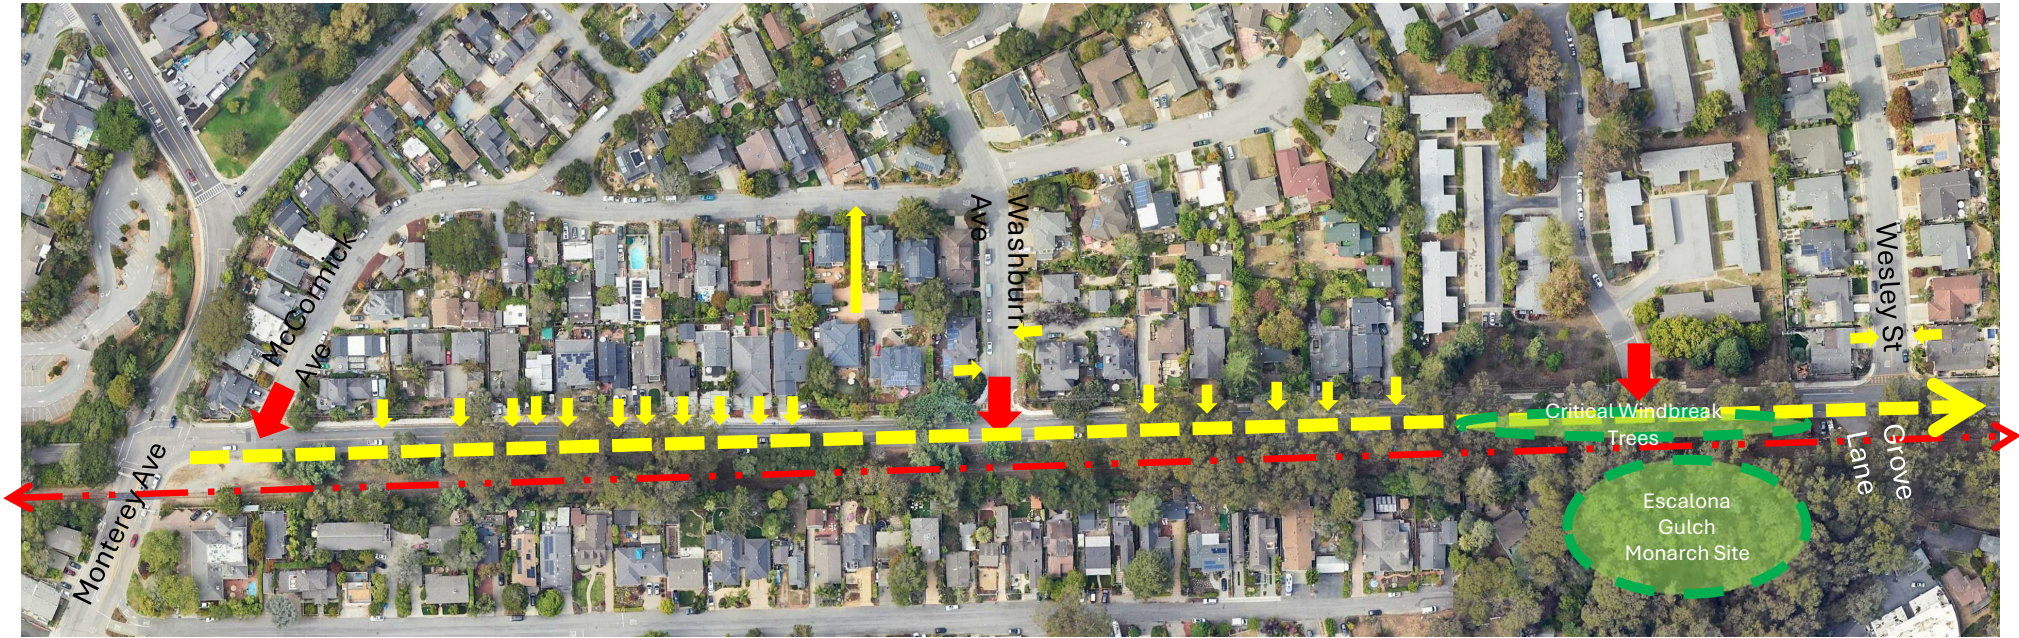 McCormick
Ave
Monterey Ave
Washburn
Ave
Wesley St
Critical Windbreak
Trees
Grove
Lane
Escalona
Gulch
Monarch Site